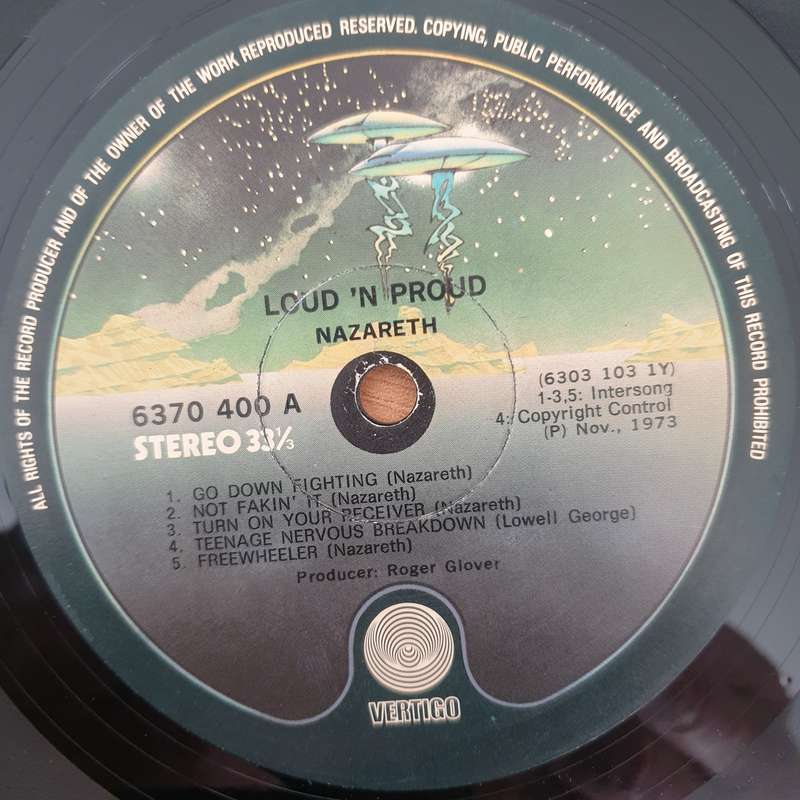 ALL RIGHTS OF THE RECORD PRODUCER AND OF THE OWNER OF THE WORK REPRODUCED RESERVED. COPYING, PUBLIC PERFORMANCE AND BROADCASTING OF THIS RECORD PROHIBITED
LOUD 'N PROUD
NAZARETH
6370 400 A
STEREO 33⅓
(6303 103 1Y)
1-3,5: Intersong
4: Copyright Control
(P) Nov., 1973
1. GO DOWN FIGHTING (Nazareth)
2. NOT FAKIN' IT (Nazareth)
3. TURN ON YOUR RECEIVER (Nazareth)
4. TEENAGE NERVOUS BREAKDOWN (Lowell George)
5. FREEWHEELER (Nazareth)
Producer: Roger Glover
VERTIGO